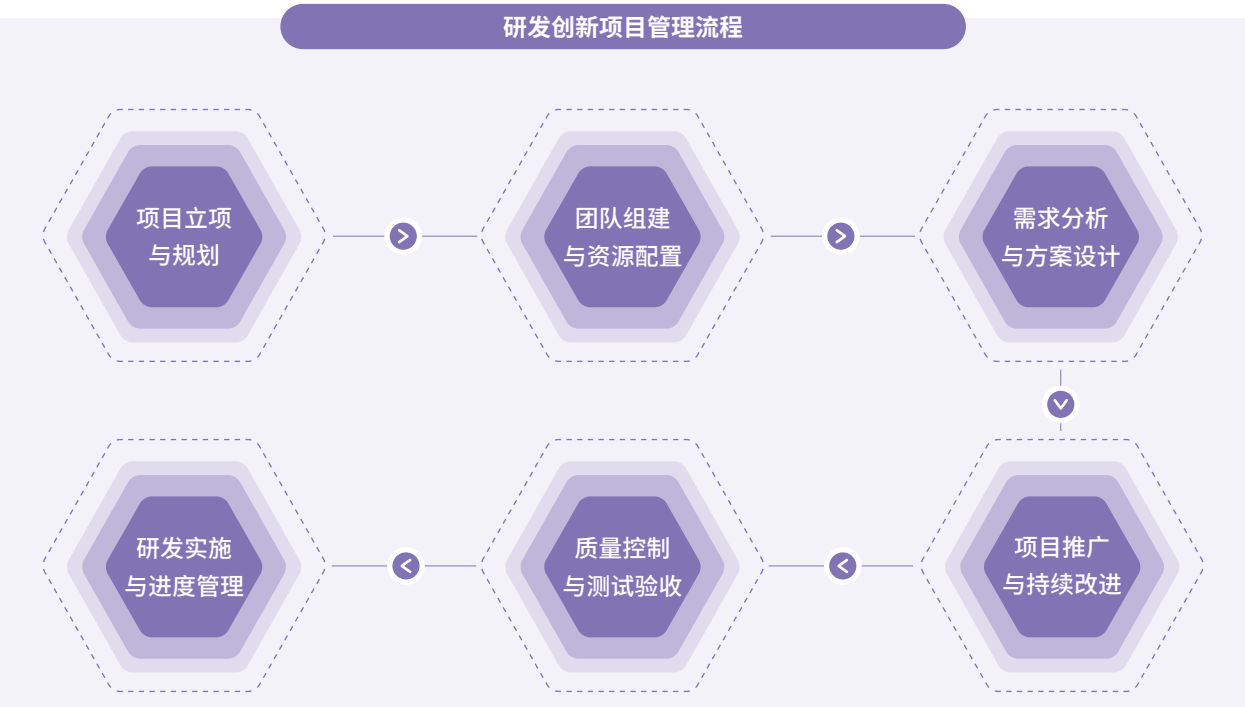 研发创新项目管理流程
项目立项
与规划
团队组建
与资源配置
需求分析
与方案设计
研发实施
与进度管理
质量控制
与测试验收
项目推广
与持续改进